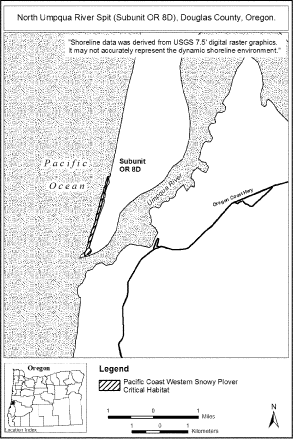 North Umpqua River Spit (Subunit OR 8D), Douglas County, Oregon.
"Shoreline data was derived from USGS 7.5' digital raster graphics.
It may not accurately represent the dynamic shoreline environment."
Pacific
Ocean
Subunit
OR 8D
Umpqua River
Oregon Coast Hwy
Oregon
Location Index
Legend
Pacific Coast Western Snowy Plover
Critical Habitat
1 0 1
Miles
1 0 1
Kilometers
N